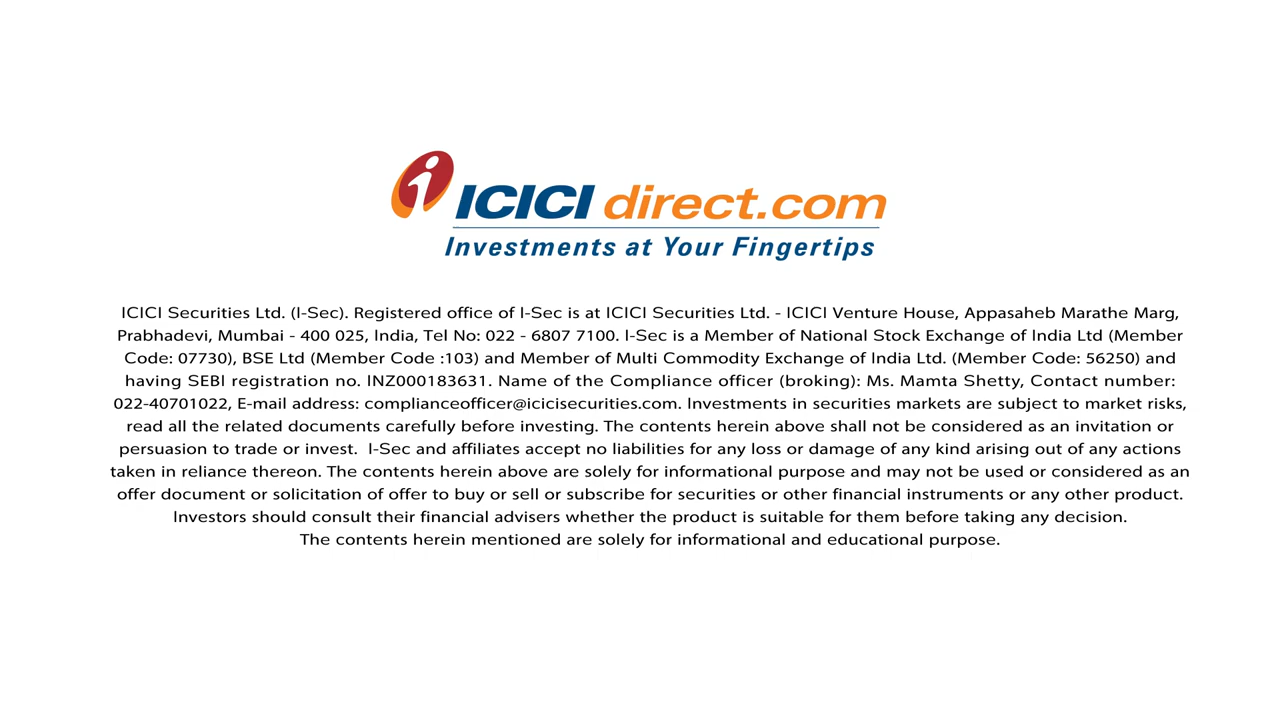 i ICICI direct.com
Investments at Your Fingertips
ICICI Securities Ltd. (I-Sec). Registered office of I-Sec is at ICICI Securities Ltd. - ICICI Venture House, Appasaheb Marathe Marg,
Prabhadevi, Mumbai - 400 025, India, Tel No: 022 - 6807 7100. I-Sec is a Member of National Stock Exchange of India Ltd (Member
Code: 07730), BSE Ltd (Member Code :103) and Member of Multi Commodity Exchange of India Ltd. (Member Code: 56250) and
having SEBI registration no. INZ000183631. Name of the Compliance officer (broking): Ms. Mamta Shetty, Contact number:
022-40701022, E-mail address: complianceofficer@icicisecurities.com. Investments in securities markets are subject to market risks,
read all the related documents carefully before investing. The contents herein above shall not be considered as an invitation or
persuasion to trade or invest.  I-Sec and affiliates accept no liabilities for any loss or damage of any kind arising out of any actions
taken in reliance thereon. The contents herein above are solely for informational purpose and may not be used or considered as an
offer document or solicitation of offer to buy or sell or subscribe for securities or other financial instruments or any other product.
Investors should consult their financial advisers whether the product is suitable for them before taking any decision.
The contents herein mentioned are solely for informational and educational purpose.